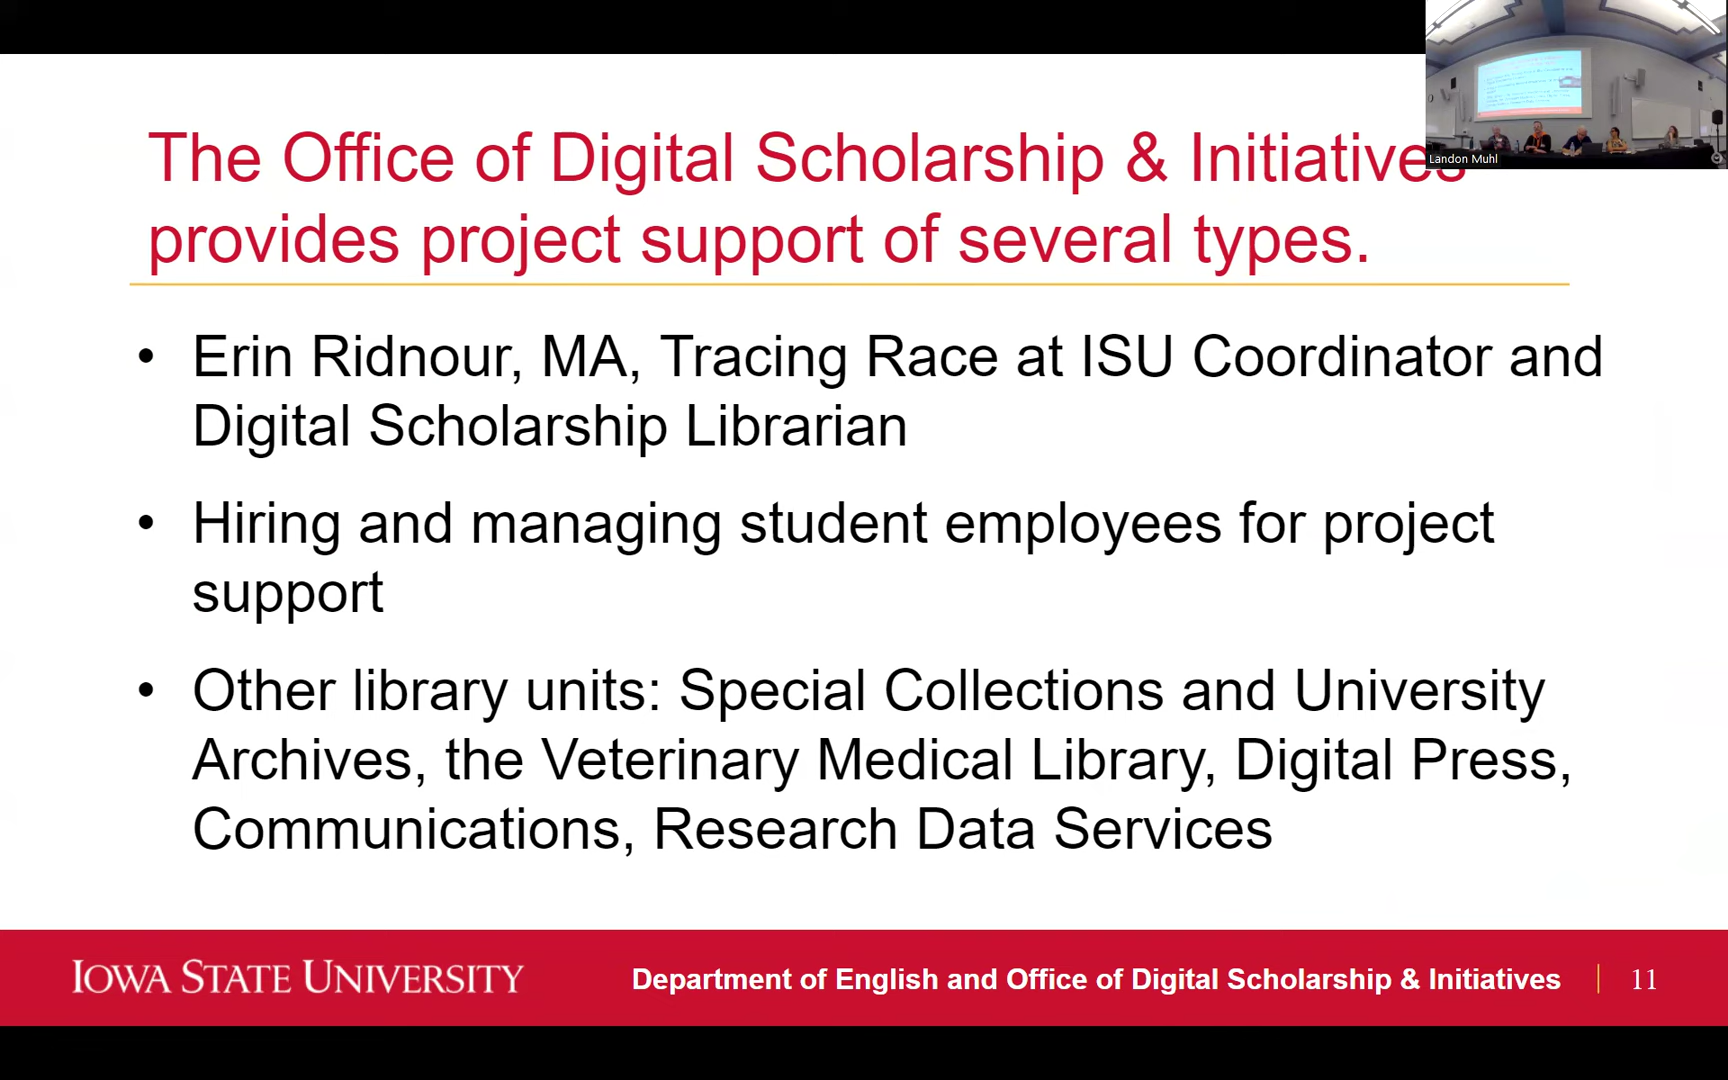 Landon Muhl
The Office of Digital Scholarship & Initiatives
provides project support of several types.
• Erin Ridnour, MA, Tracing Race at ISU Coordinator and
Digital Scholarship Librarian
• Hiring and managing student employees for project
support
• Other library units: Special Collections and University
Archives, the Veterinary Medical Library, Digital Press,
Communications, Research Data Services
IOWA STATE UNIVERSITY
Department of English and Office of Digital Scholarship & Initiatives
11